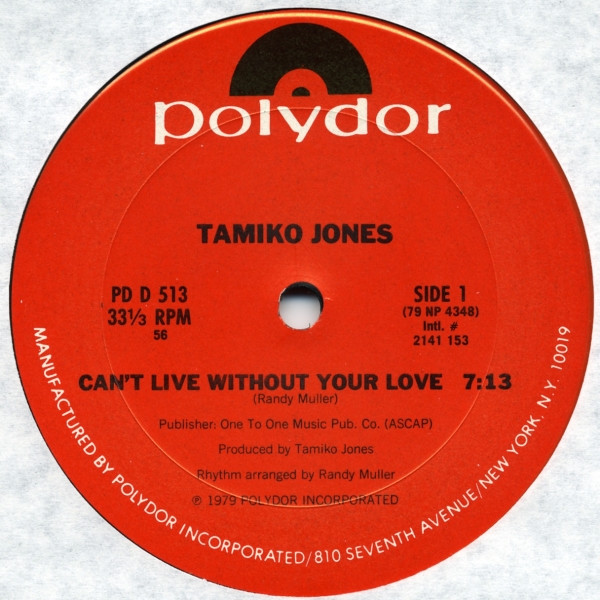 polydor
TAMIKO JONES
PD D 513
33⅓ RPM
56
SIDE 1
(79 NP 4348)
Intl. #
2141 153
CAN'T LIVE WITHOUT YOUR LOVE 7:13
(Randy Muller)
Publisher: One To One Music Pub. Co. (ASCAP)
Produced by Tamiko Jones
Rhythm arranged by Randy Muller
℗ 1979 POLYDOR INCORPORATED
MANUFACTURED BY POLYDOR INCORPORATED/810 SEVENTH AVENUE/NEW YORK, N.Y. 10019